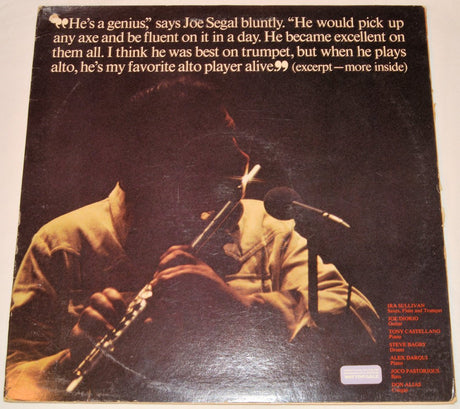 “He's a genius,” says Joe Segal bluntly. “He would pick up
any axe and be fluent on it in a day. He became excellent on
them all. I think he was best on trumpet, but when he plays
alto, he's my favorite alto player alive.” (excerpt—more inside)
IRA SULLIVAN
Saxes, Flute and Trumpet
JOE DIORIO
Guitar
TONY CASTELLANO
Piano
STEVE BAGBY
Drums
ALEX DARQUI
Piano
JOCO PASTORIOUS
Bass
DON ALIAS